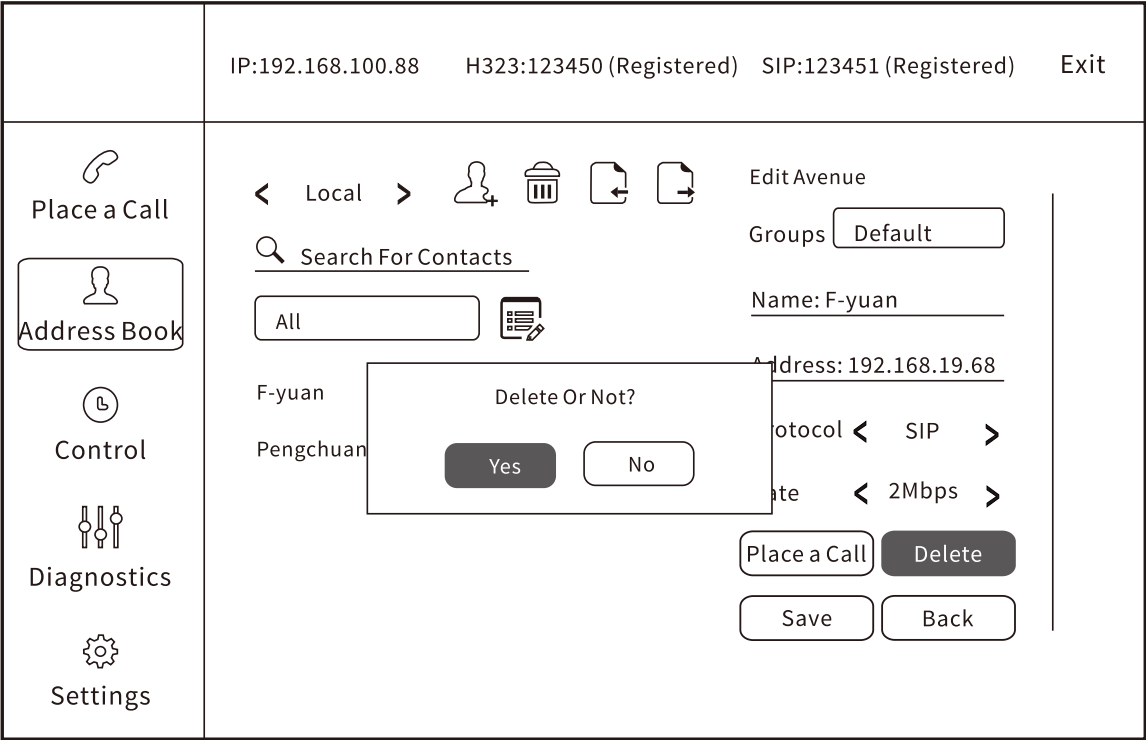 IP:192.168.100.88
H323:123450 (Registered)
SIP:123451 (Registered)
Exit
Place a Call
Address Book
Control
Diagnostics
Settings
Local
Search For Contacts
All
F-yuan
Pengchuan
Edit Avenue
Groups
Default
Name: F-yuan
Address: 192.168.19.68
otocol
SIP
ate
2Mbps
Place a Call
Delete
Save
Back
Delete Or Not?
Yes
No